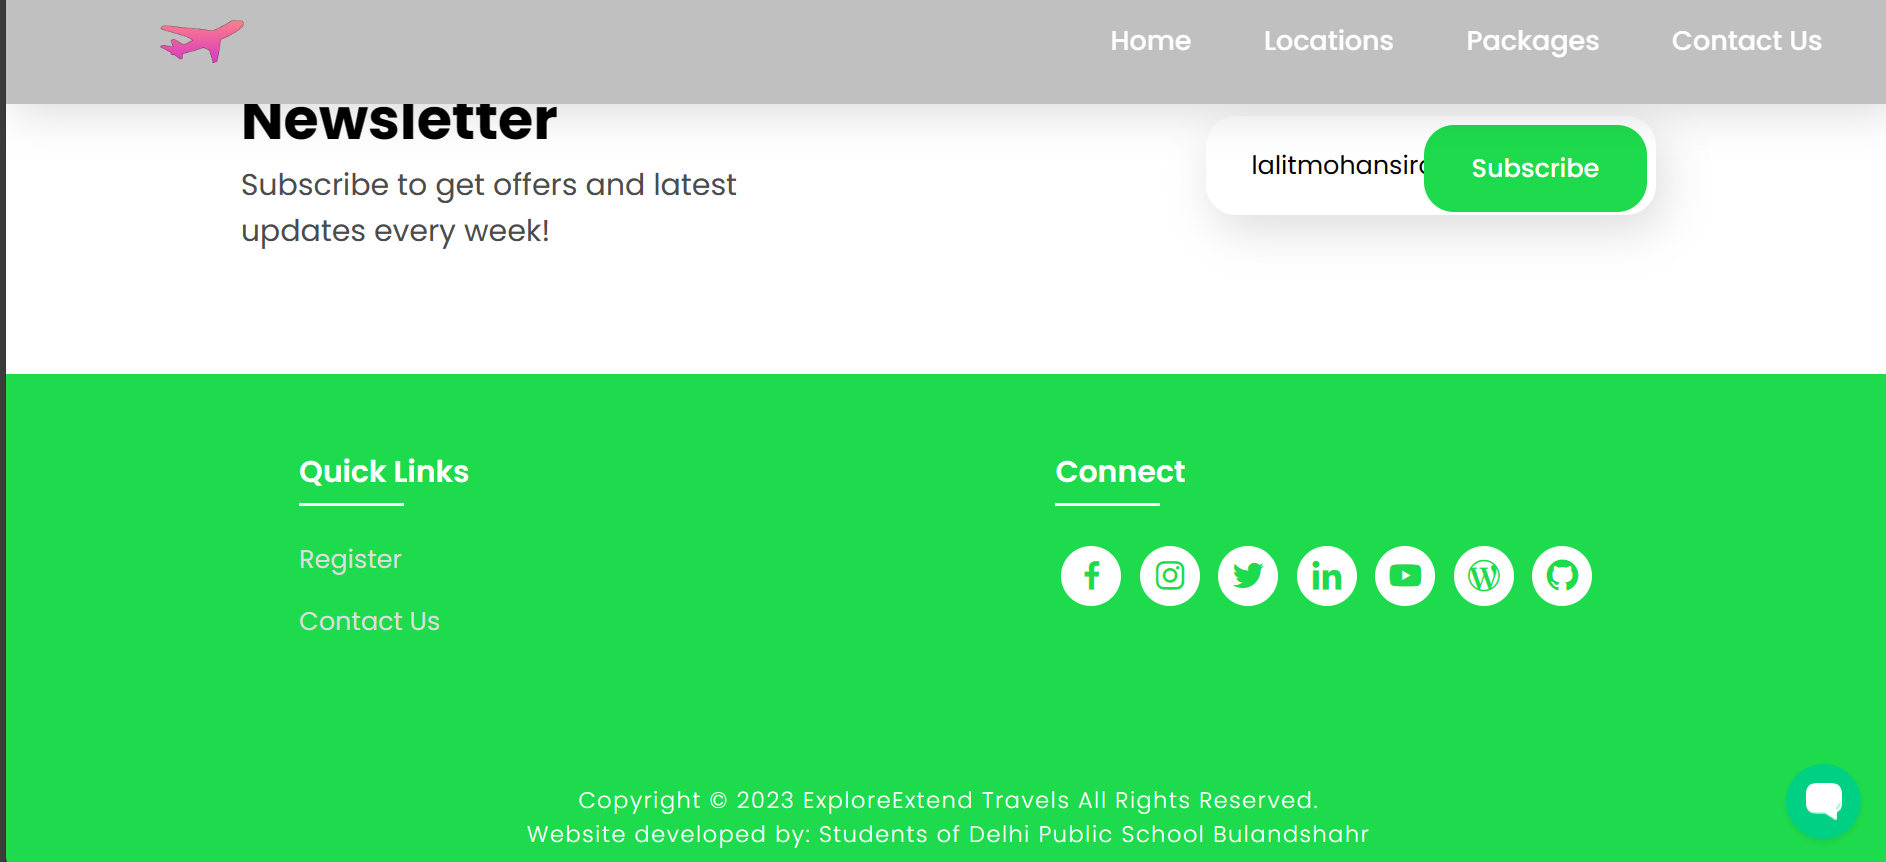 Home Locations Packages Contact Us
Newsletter
Subscribe to get offers and latest
updates every week!
Subscribe
Quick Links
Register
Contact Us
Connect
Copyright © 2023 ExploreExtend Travels All Rights Reserved.
Website developed by: Students of Delhi Public School Bulandshahr